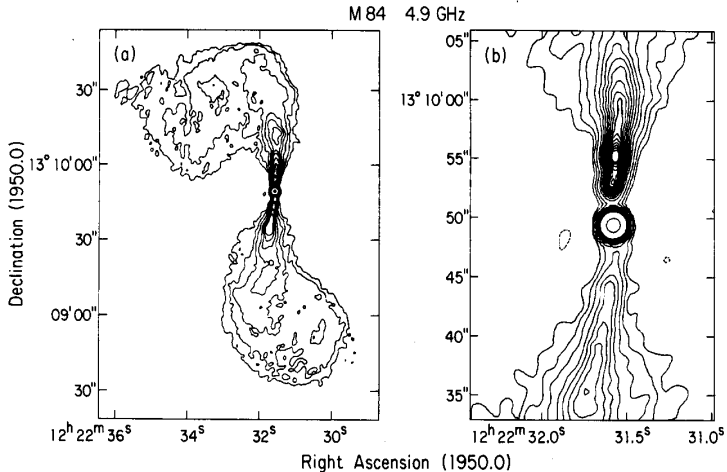 M 84 4.9 GHz
(a)
30"
13° 10' 00"
30"
09' 00"
30"
12ʰ 22ᵐ 36ˢ 34ˢ 32ˢ 30ˢ
Declination (1950.0)
(b)
05"
13° 10' 00"
55"
50"
45"
40"
35"
12ʰ 22ᵐ 32.0ˢ 31.5ˢ 31.0ˢ
Right Ascension (1950.0)